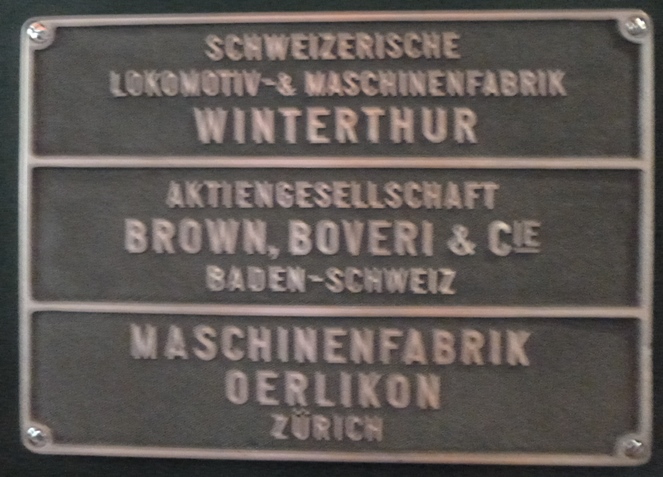 SCHWEIZERISCHE
LOKOMOTIV-& MASCHINENFABRIK
WINTERTHUR
AKTIENGESELLSCHAFT
BROWN, BOVERI & CIE
BADEN-SCHWEIZ
MASCHINENFABRIK
OERLIKON
ZÜRICH